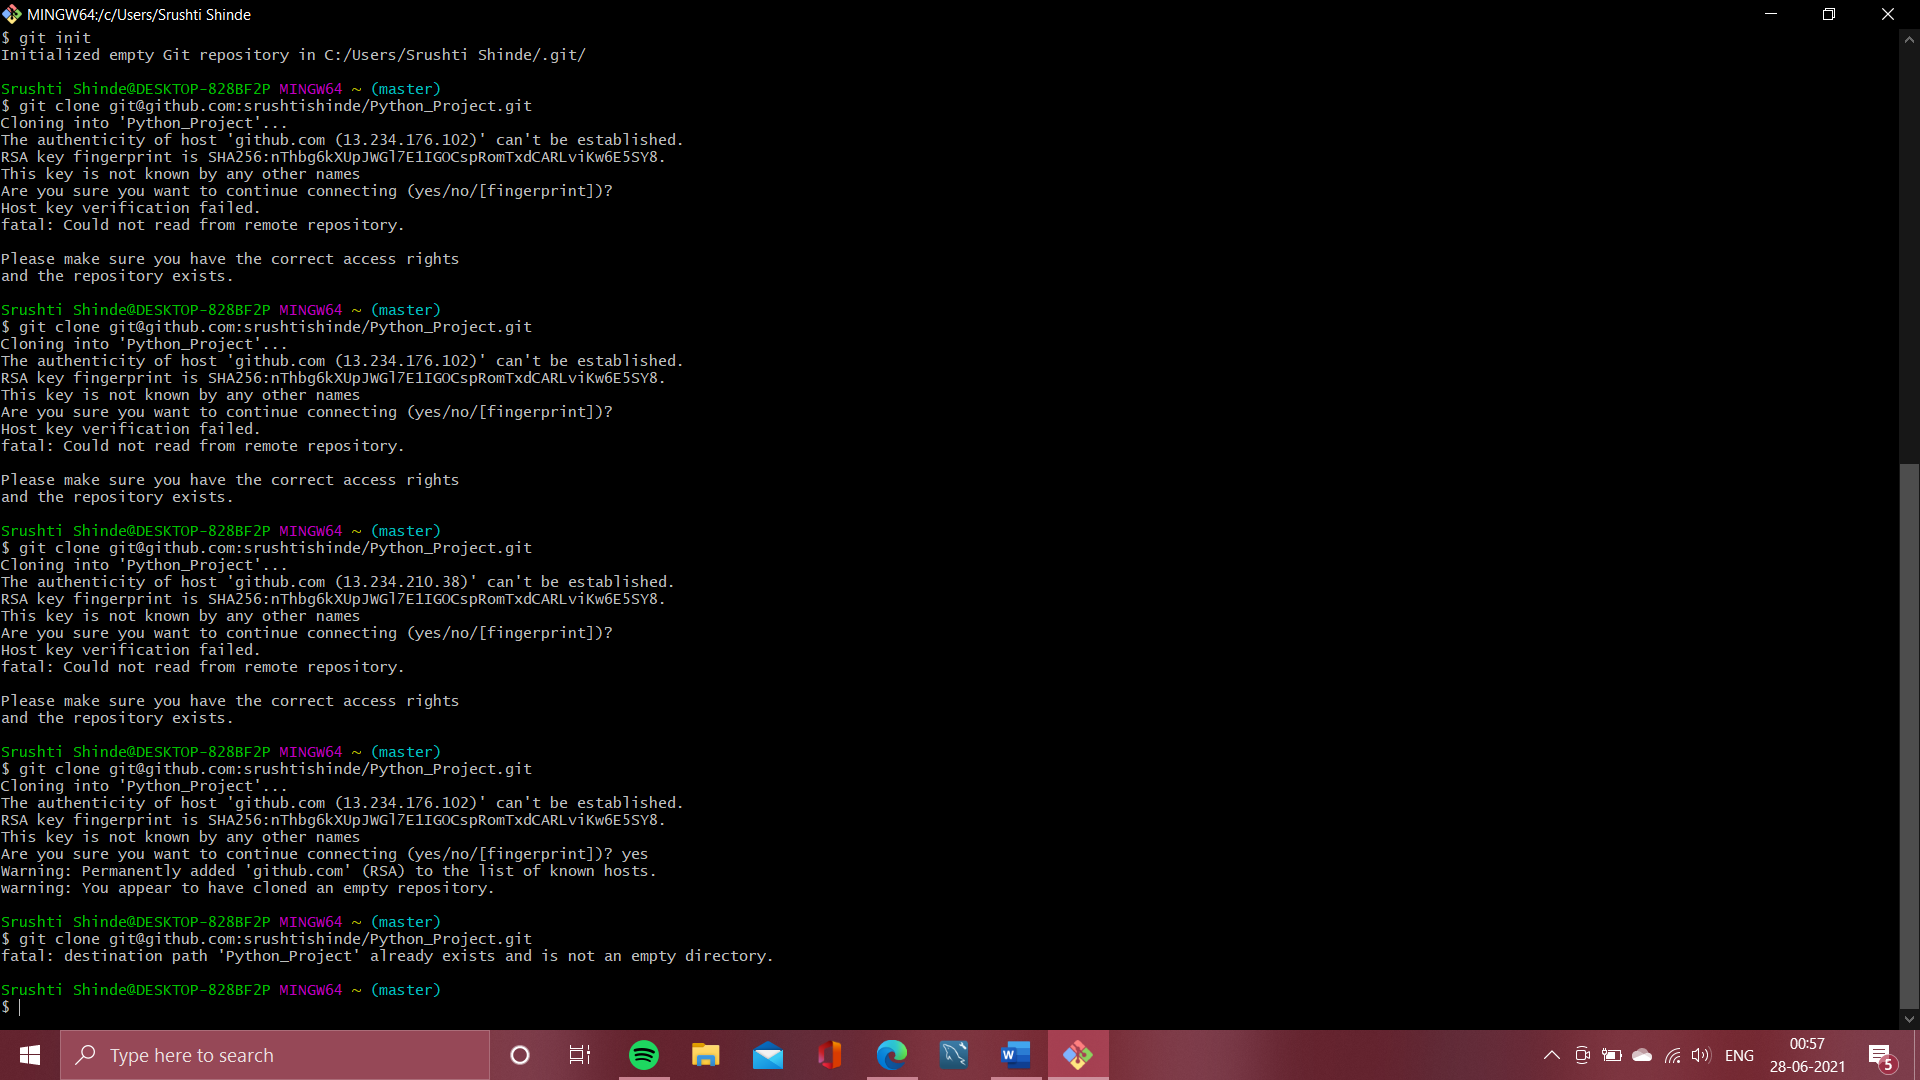 MINGW64:/c/Users/Srushti Shinde
$ git init
Initialized empty Git repository in C:/Users/Srushti Shinde/.git/
Srushti Shinde@DESKTOP-828BF2P MINGW64 ~ (master)
$ git clone git@github.com:srushtishinde/Python_Project.git
Cloning into 'Python_Project'...
The authenticity of host 'github.com (13.234.176.102)' can't be established.
RSA key fingerprint is SHA256:nThbg6kXUpJWGl7E1IGOCspRomTxdCARLviKw6E5SY8.
This key is not known by any other names
Are you sure you want to continue connecting (yes/no/[fingerprint])?
Host key verification failed.
fatal: Could not read from remote repository.
Please make sure you have the correct access rights
and the repository exists.
Srushti Shinde@DESKTOP-828BF2P MINGW64 ~ (master)
$ git clone git@github.com:srushtishinde/Python_Project.git
Cloning into 'Python_Project'...
The authenticity of host 'github.com (13.234.176.102)' can't be established.
RSA key fingerprint is SHA256:nThbg6kXUpJWGl7E1IGOCspRomTxdCARLviKw6E5SY8.
This key is not known by any other names
Are you sure you want to continue connecting (yes/no/[fingerprint])?
Host key verification failed.
fatal: Could not read from remote repository.
Please make sure you have the correct access rights
and the repository exists.
Srushti Shinde@DESKTOP-828BF2P MINGW64 ~ (master)
$ git clone git@github.com:srushtishinde/Python_Project.git
Cloning into 'Python_Project'...
The authenticity of host 'github.com (13.234.210.38)' can't be established.
RSA key fingerprint is SHA256:nThbg6kXUpJWGl7E1IGOCspRomTxdCARLviKw6E5SY8.
This key is not known by any other names
Are you sure you want to continue connecting (yes/no/[fingerprint])?
Host key verification failed.
fatal: Could not read from remote repository.
Please make sure you have the correct access rights
and the repository exists.
Srushti Shinde@DESKTOP-828BF2P MINGW64 ~ (master)
$ git clone git@github.com:srushtishinde/Python_Project.git
Cloning into 'Python_Project'...
The authenticity of host 'github.com (13.234.176.102)' can't be established.
RSA key fingerprint is SHA256:nThbg6kXUpJWGl7E1IGOCspRomTxdCARLviKw6E5SY8.
This key is not known by any other names
Are you sure you want to continue connecting (yes/no/[fingerprint])? yes
Warning: Permanently added 'github.com' (RSA) to the list of known hosts.
warning: You appear to have cloned an empty repository.
Srushti Shinde@DESKTOP-828BF2P MINGW64 ~ (master)
$ git clone git@github.com:srushtishinde/Python_Project.git
fatal: destination path 'Python_Project' already exists and is not an empty directory.
Srushti Shinde@DESKTOP-828BF2P MINGW64 ~ (master)
$
Type here to search
W
ENG
00:57
28-06-2021
5